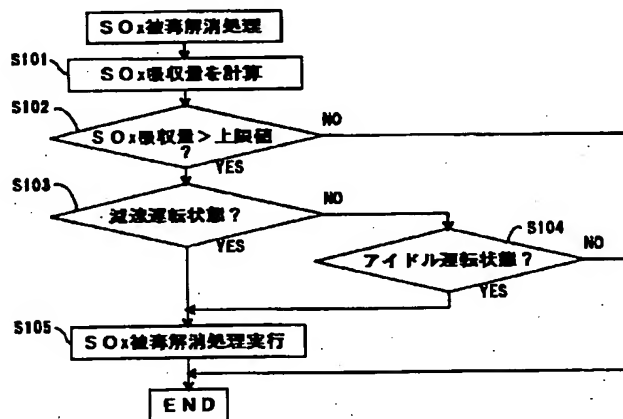 SOx被毒解消処理
S101
SOx吸収量を計算
S102
NO
SOx吸収量>上限値
?
YES
S103
NO
減速運転状態?
S104
YES
NO
アイドル運転状態?
YES
S105
SOx被毒解消処理実行
END